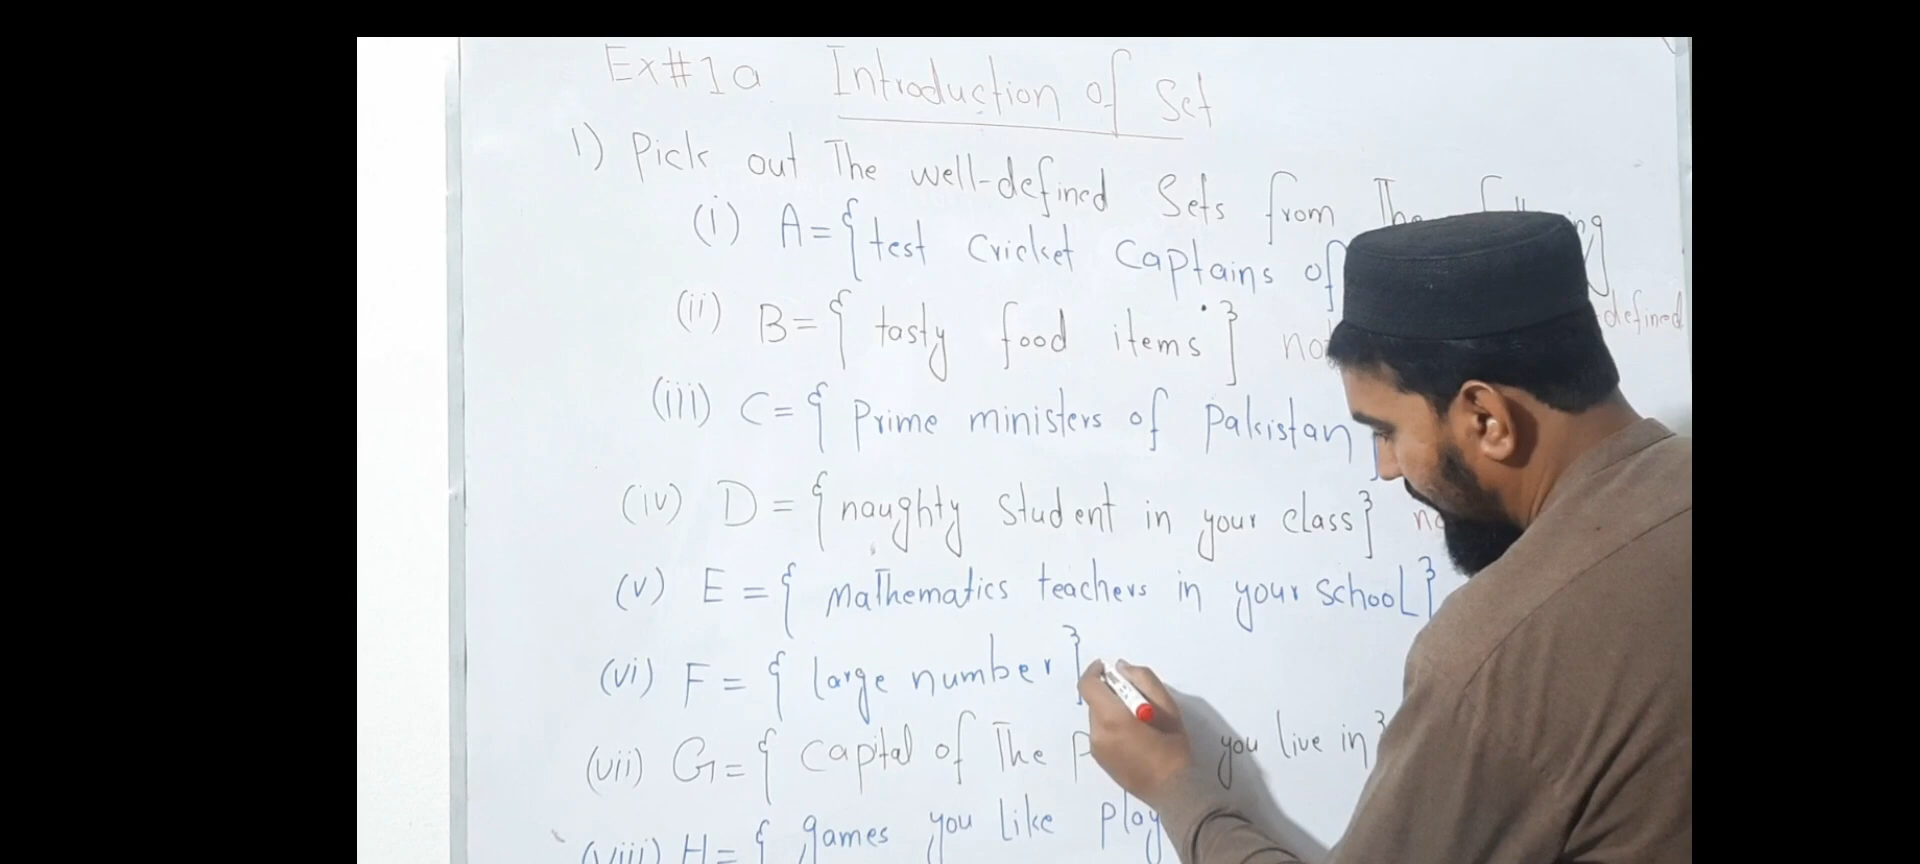 Ex#1a Introduction of Set
1) Pick out The well-defined Sets from The
(i) A={test Cricket Captains of
(ii) B={ tasty food items } not defined
(iii) C={ Prime ministers of Pakistan }
(iv) D={naughty Student in your class}
(v) E={ Mathematics teachers in your School}
(vi) F={ large number}
(vii) G={ Capital of The you live in}
(viii) H={ games you like play